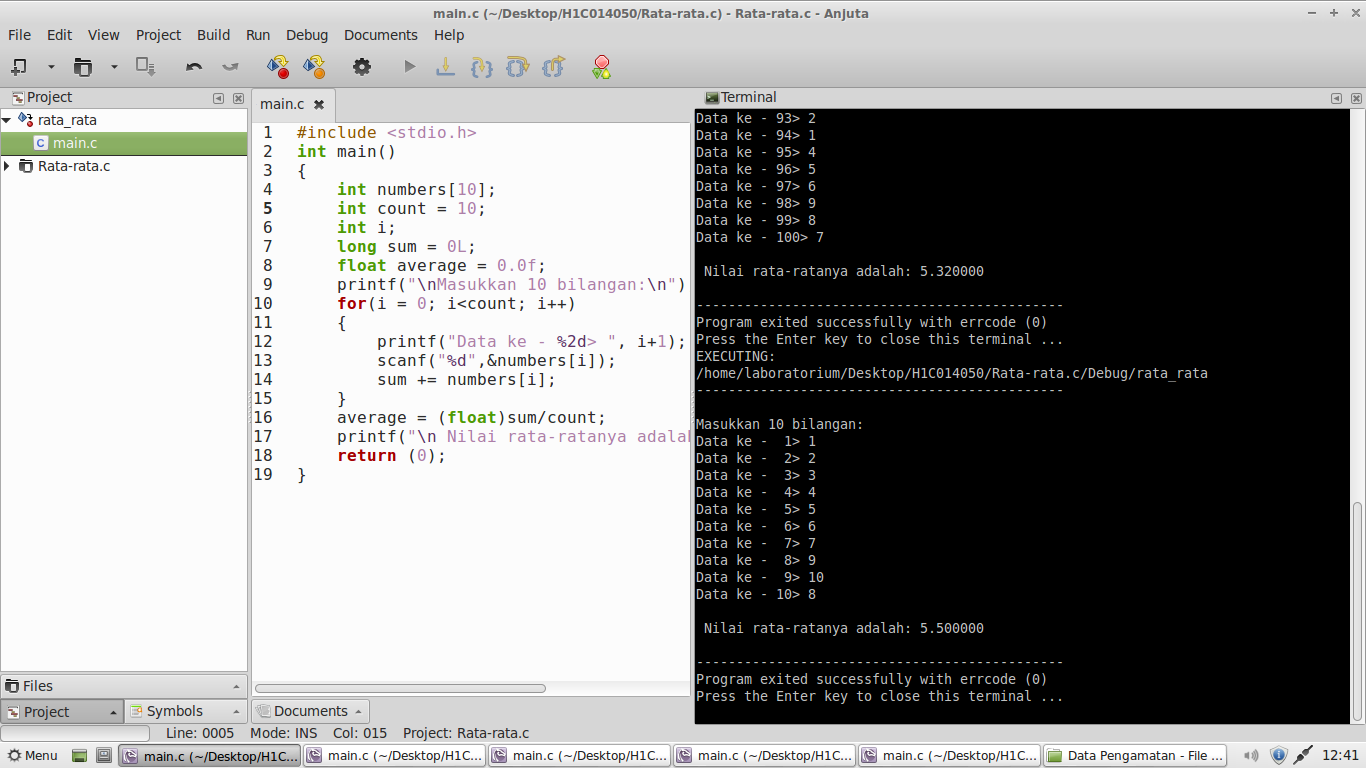 main.c (~/Desktop/H1C014050/Rata-rata.c) - Rata-rata.c - Anjuta
File Edit View Project Build Run Debug Documents Help
Project
rata_rata
C main.c
Rata-rata.c
Files
Project
Symbols
main.c
1 #include <stdio.h>
2 int main()
3 {
4 int numbers[10];
5 int count = 10;
6 int i;
7 long sum = 0L;
8 float average = 0.0f;
9 printf("\nMasukkan 10 bilangan:\n")
10 for(i = 0; i<count; i++)
11 {
12 printf("Data ke - %2d> ", i+1);
13 scanf("%d",&numbers[i]);
14 sum += numbers[i];
15 }
16 average = (float)sum/count;
17 printf("\n Nilai rata-ratanya adala
18 return (0);
19 }
Documents
Terminal
Data ke - 93> 2
Data ke - 94> 1
Data ke - 95> 4
Data ke - 96> 5
Data ke - 97> 6
Data ke - 98> 9
Data ke - 99> 8
Data ke - 100> 7
Nilai rata-ratanya adalah: 5.320000
----------------------------------------------
Program exited successfully with errcode (0)
Press the Enter key to close this terminal ...
EXECUTING:
/home/laboratorium/Desktop/H1C014050/Rata-rata.c/Debug/rata_rata
----------------------------------------------
Masukkan 10 bilangan:
Data ke -  1> 1
Data ke -  2> 2
Data ke -  3> 3
Data ke -  4> 4
Data ke -  5> 5
Data ke -  6> 6
Data ke -  7> 7
Data ke -  8> 9
Data ke -  9> 10
Data ke - 10> 8
Nilai rata-ratanya adalah: 5.500000
----------------------------------------------
Program exited successfully with errcode (0)
Press the Enter key to close this terminal ...
Line: 0005 Mode: INS Col: 015 Project: Rata-rata.c
Menu main.c (~/Desktop/H1C... main.c (~/Desktop/H1C... main.c (~/Desktop/H1C... main.c (~/Desktop/H1C... main.c (~/Desktop/H1C... Data Pengamatan - File ... 12:41